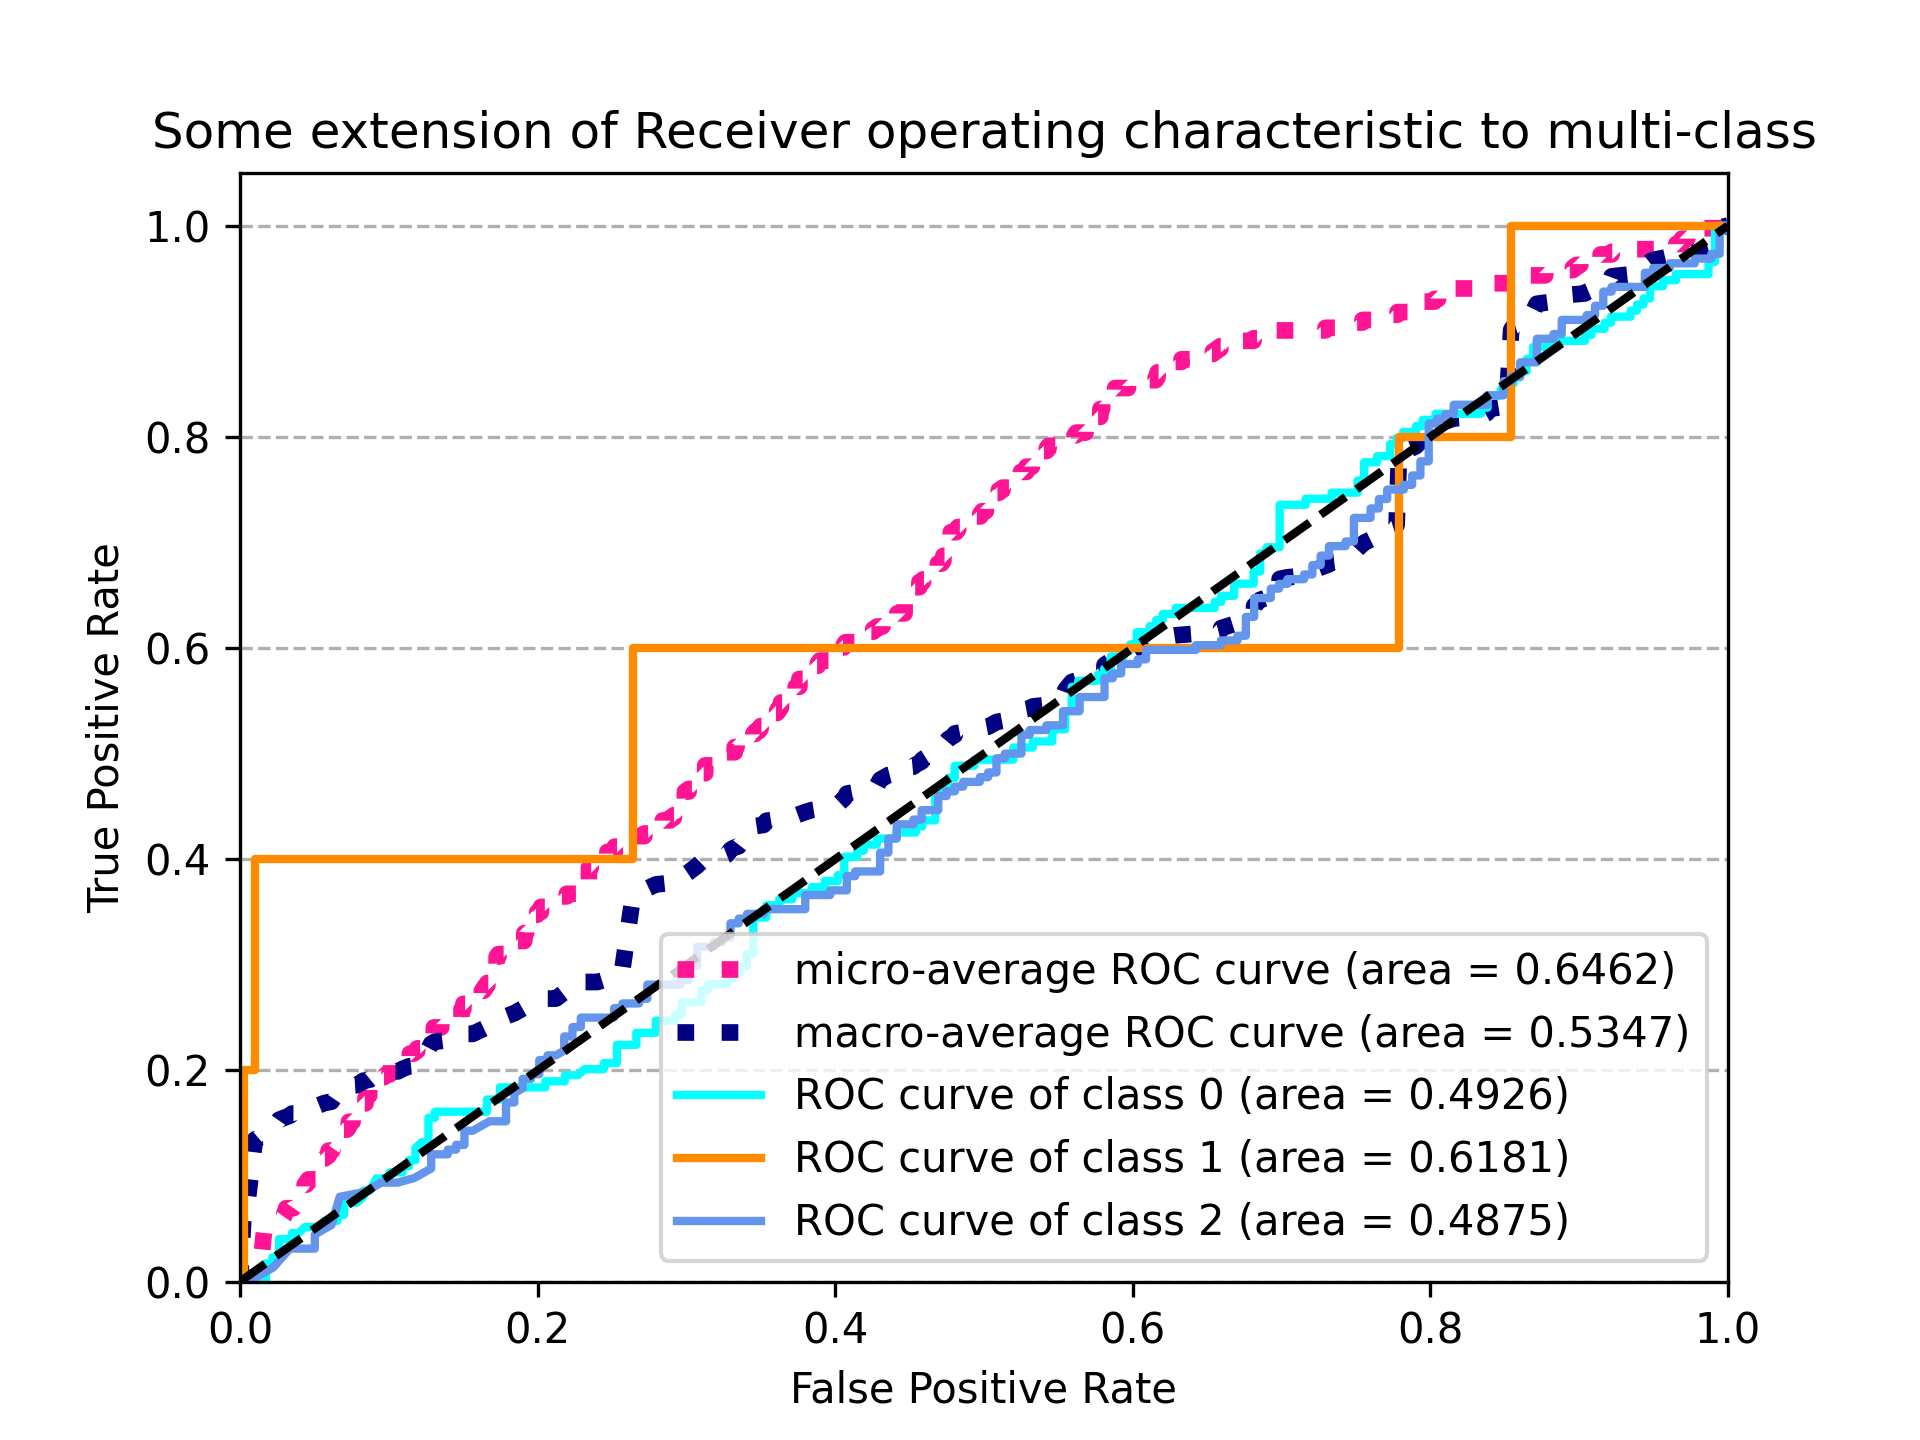 Some extension of Receiver operating characteristic to multi-class
1.0
0.8
0.6
0.4
0.2
0.0
True Positive Rate
micro-average ROC curve (area = 0.6462)
macro-average ROC curve (area = 0.5347)
ROC curve of class 0 (area = 0.4926)
ROC curve of class 1 (area = 0.6181)
ROC curve of class 2 (area = 0.4875)
0.0 0.2 0.4 0.6 0.8 1.0
False Positive Rate